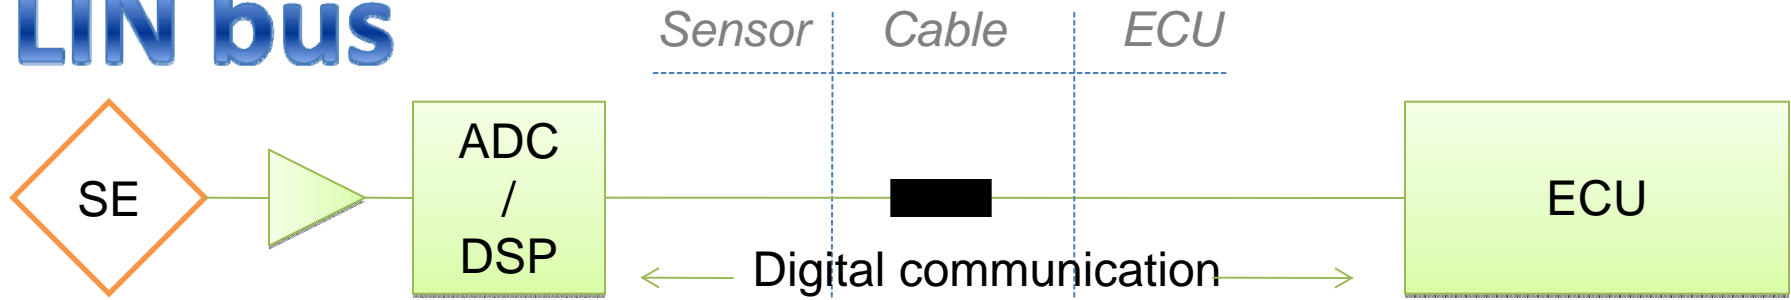 LIN bus
Sensor Cable ECU
SE
ADC
/
DSP
ECU
Digital communication